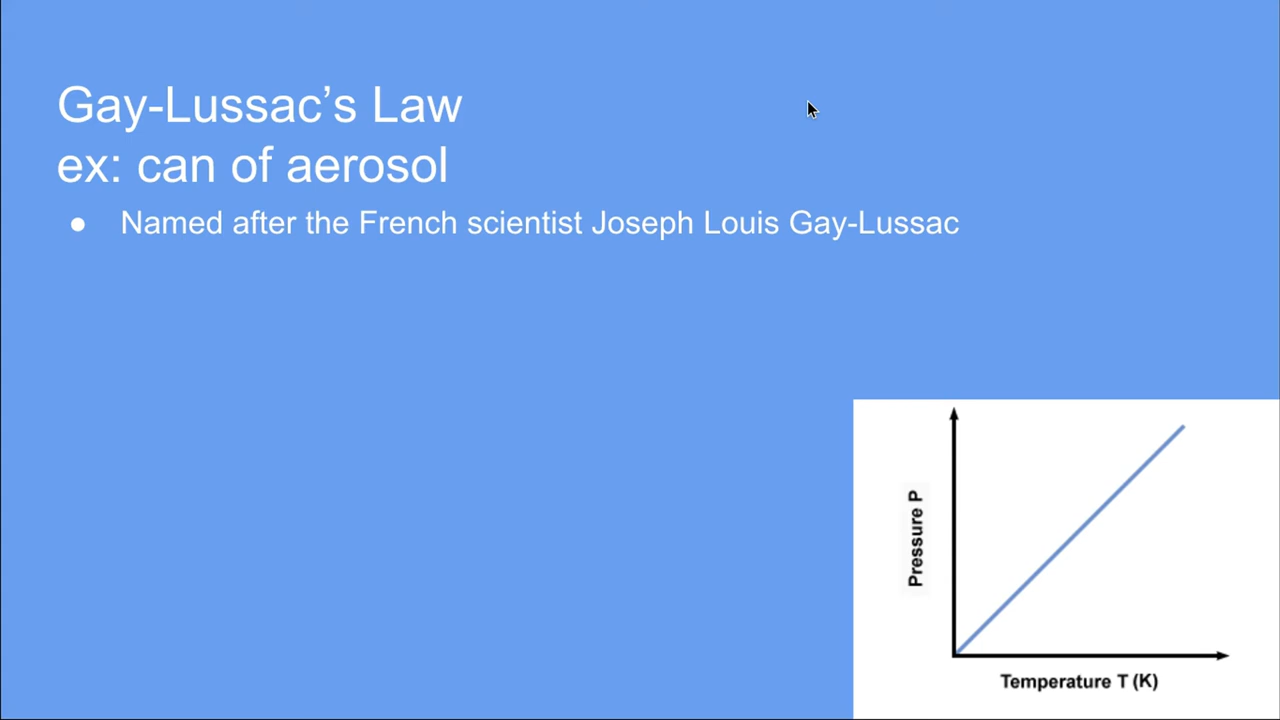 Gay-Lussac’s Law
ex: can of aerosol
● Named after the French scientist Joseph Louis Gay-Lussac
Pressure P
Temperature T (K)